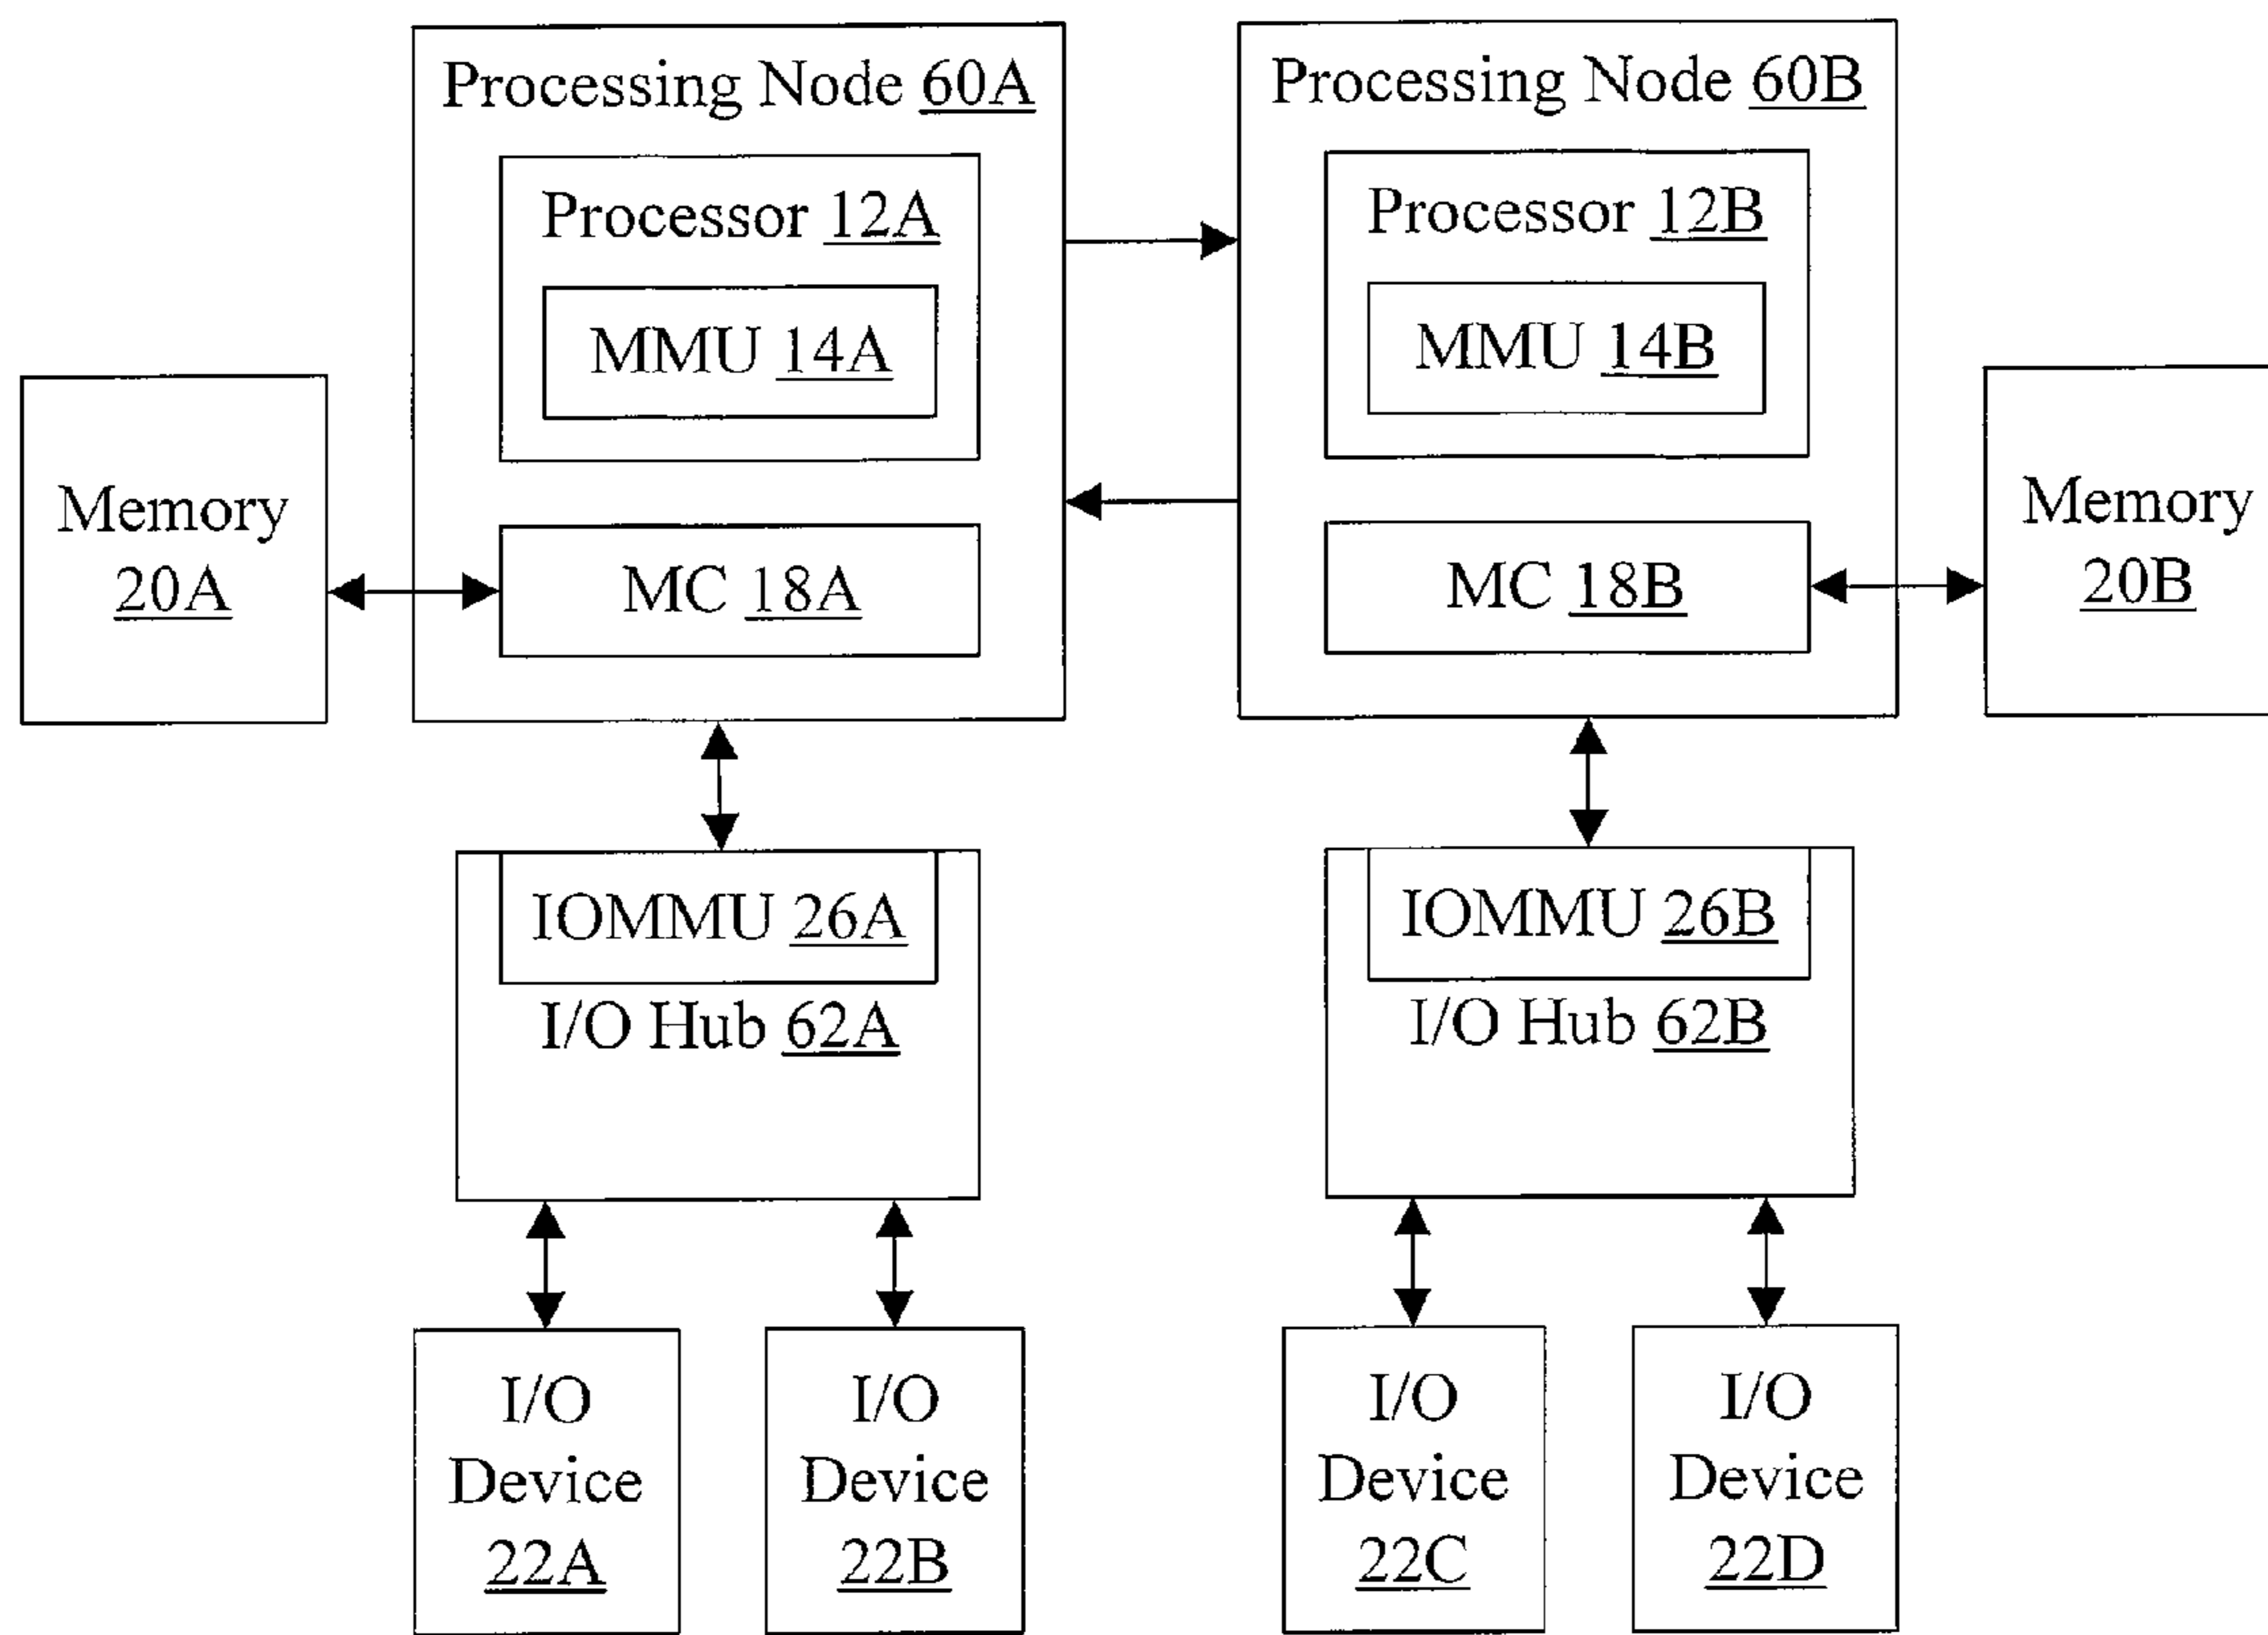 Processing Node 60A
Processor 12A
MMU 14A
MC 18A
Memory
20A
Processing Node 60B
Processor 12B
MMU 14B
MC 18B
Memory
20B
IOMMU 26A
I/O Hub 62A
IOMMU 26B
I/O Hub 62B
I/O
Device
22A
I/O
Device
22B
I/O
Device
22C
I/O
Device
22D